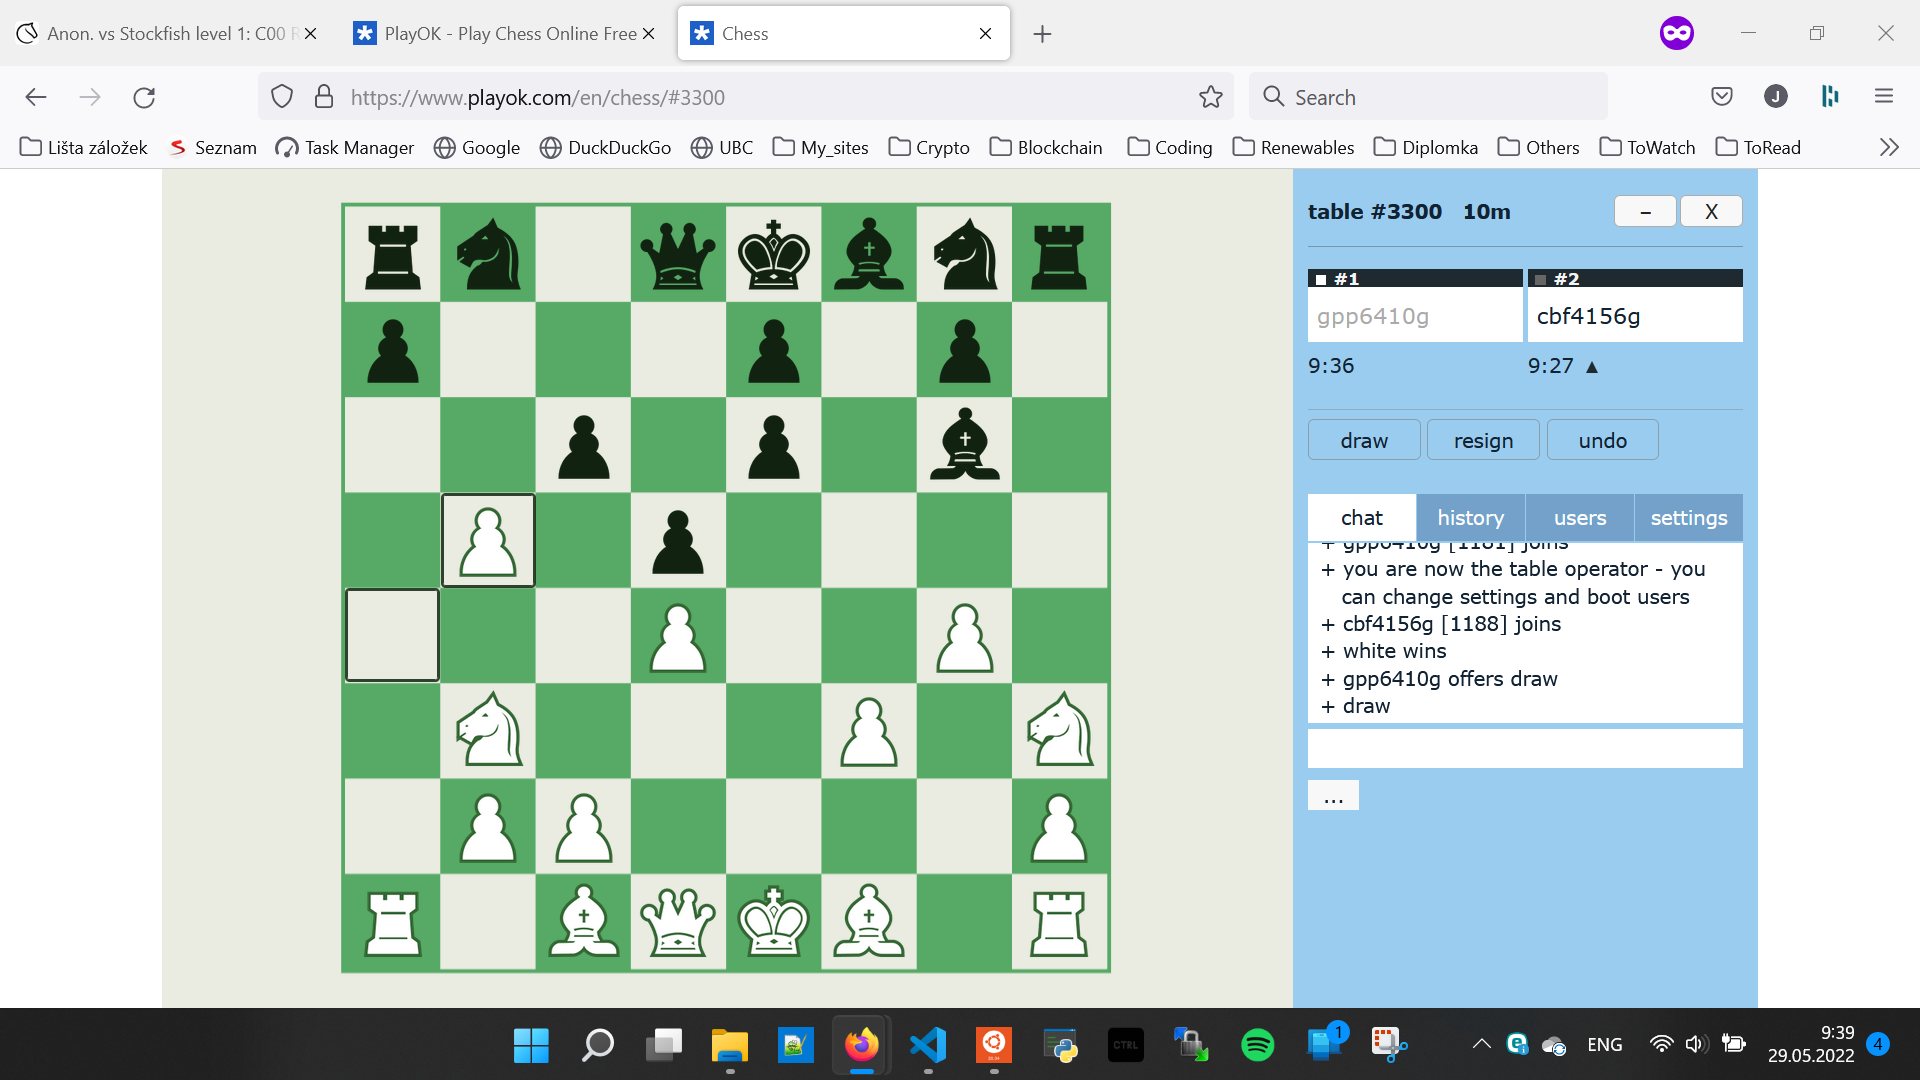 Anon. vs Stockfish level 1: C00 R
PlayOK - Play Chess Online Free
Chess
https://www.playok.com/en/chess/#3300
Search
J
Lišta záložek
Seznam
Task Manager
Google
DuckDuckGo
UBC
My_sites
Crypto
Blockchain
Coding
Renewables
Diplomka
Others
ToWatch
ToRead
table #3300 10m
–
X
#1
#2
gpp6410g
cbf4156g
9:36
9:27 ▲
draw
resign
undo
chat
history
users
settings
+ gpp6410g [1181] joins
+ you are now the table operator - you
can change settings and boot users
+ cbf4156g [1188] joins
+ white wins
+ gpp6410g offers draw
+ draw
...
CTRL
1
ENG
9:39
29.05.2022
4